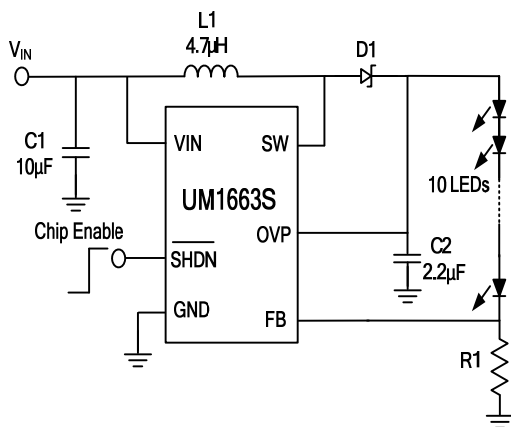 L1
4.7μH
D1
VIN
C1
10μF
VIN
SW
UM1663S
10 LEDs
Chip Enable
OVP
SHDN
C2
2.2μF
GND
FB
R1